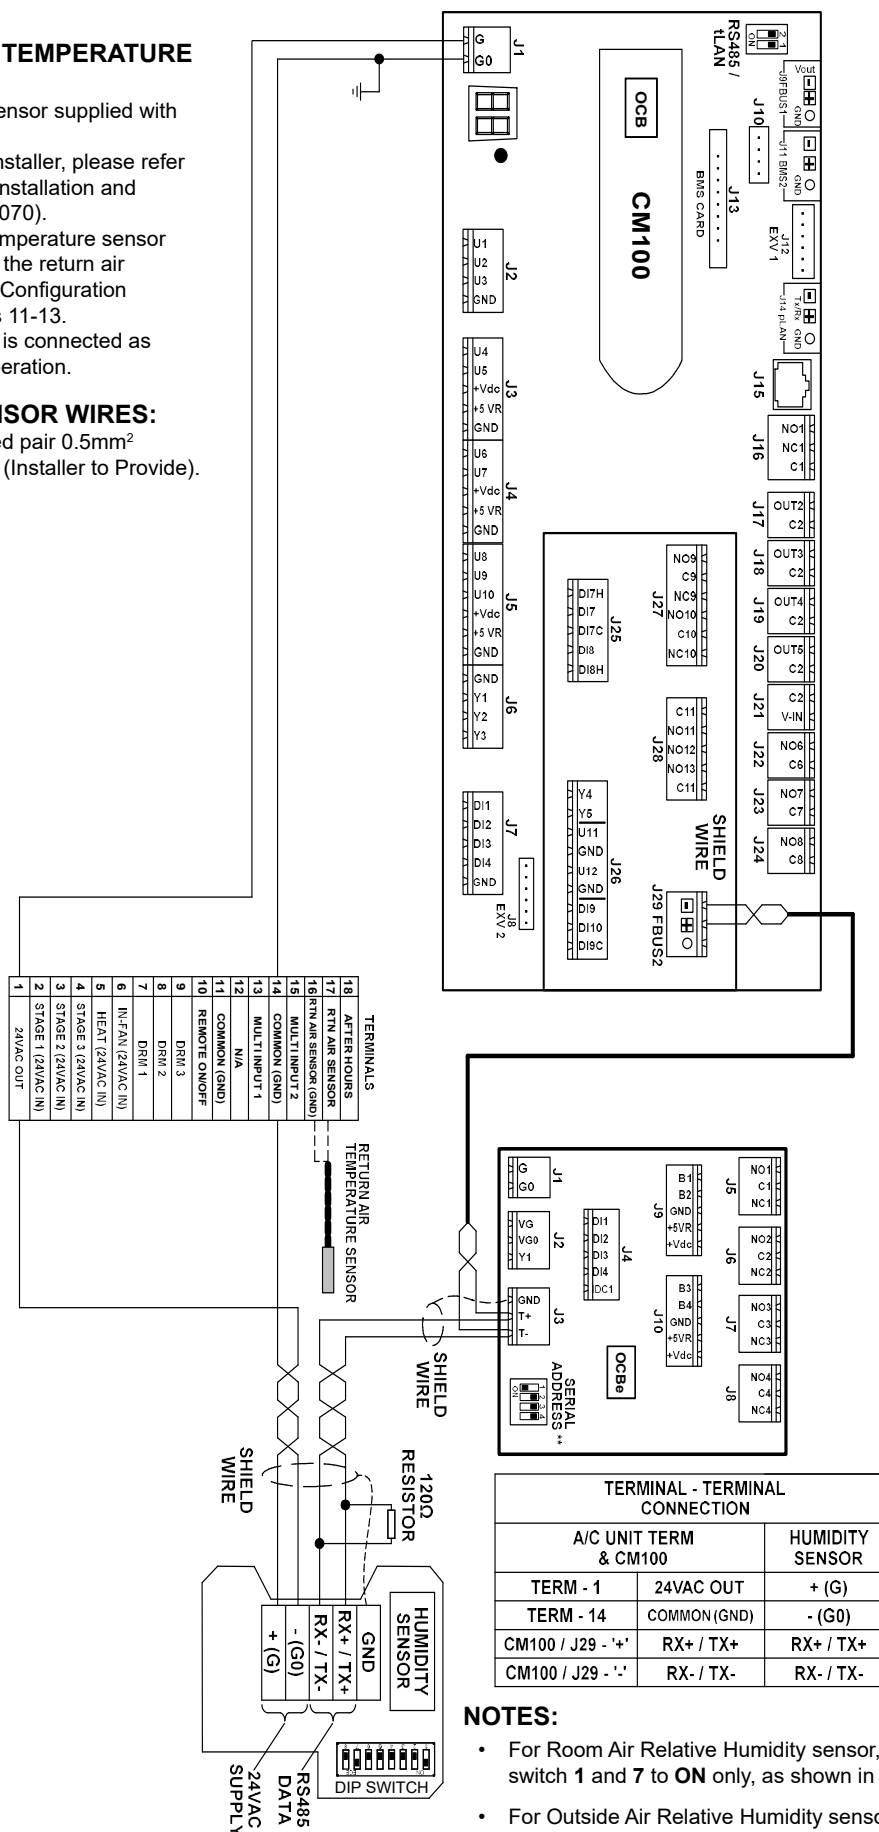 TEMPERATURE
ensor supplied with
nstaller, please refer
nstallation and
070).
mperature sensor
the return air
Configuration
s 11-13.
is connected as
peration.
NSOR WIRES:
ed pair 0.5mm²
(Installer to Provide).
G
G0
J1
RS485 /
tLAN
2 1
ON
Vout
GND
J9FBUS1
J10
J11 BMS2
GND
J12
EXV 1
Tx/Rx GND
J14 pLAN
OCB
CM100
J13
BMS CARD
U1
U2
U3
GND
J2
U4
U5
+Vdc
+5 VR
GND
J3
U6
U7
+Vdc
+5 VR
GND
J4
U8
U9
U10
+Vdc
+5 VR
GND
J5
GND
Y1
Y2
Y3
J6
DI1
DI2
DI3
DI4
GND
J7
J8
EXV 2
J15
NO1
NC1
C1
J16
OUT2
C2
J17
OUT3
C2
J18
OUT4
C2
J19
OUT5
C2
J20
C2
V-IN
J21
NO6
C6
J22
NO7
C7
J23
NO8
C8
J24
DI7H
DI7
DI7C
DI8
DI8H
J25
NO9
C9
NC9
NO10
C10
NC10
J27
C11
NO11
NO12
NO13
C11
J28
Y4
Y5
U11
GND
U12
GND
DI9
DI10
DI9C
J26
SHIELD
WIRE
J29 FBUS2
TERMINALS
18 AFTER HOURS
17 RTN AIR SENSOR
16 RTN AIR SENSOR (GND)
15 MULTI INPUT 2
14 COMMON (GND)
13 MULTI INPUT 1
12 N/A
11 COMMON (GND)
10 REMOTE ON/OFF
9 DRM 3
8 DRM 2
7 DRM 1
6 IN-FAN (24VAC IN)
5 HEAT (24VAC IN)
4 STAGE 3 (24VAC IN)
3 STAGE 2 (24VAC IN)
2 STAGE 1 (24VAC IN)
1 24VAC OUT
RETURN AIR
TEMPERATURE SENSOR
G
G0
J1
VG
VG0
Y1
J2
GND
T+
T-
J3
DI1
DI2
DI3
DI4
IDC1
J4
B1
B2
GND
+5VR
+Vdc
J9
B3
B4
GND
+5VR
+Vdc
J10
NO1
C1
NC1
J5
NO2
C2
NC2
J6
NO3
C3
NC3
J7
NO4
C4
NC4
J8
OCBe
SERIAL
ADDRESS **
1 2 3 4
ON
SHIELD
WIRE
SHIELD
WIRE
120Ω
RESISTOR
HUMIDITY
SENSOR
GND
RX+ / TX+
RX- / TX-
- (G0)
+ (G)
RS485
DATA
24VAC
SUPPLY
DIP SWITCH
TERMINAL - TERMINAL
CONNECTION
A/C UNIT TERM
& CM100
HUMIDITY
SENSOR
TERM - 1 24VAC OUT + (G)
TERM - 14 COMMON (GND) - (G0)
CM100 / J29 - '+' RX+ / TX+ RX+ / TX+
CM100 / J29 - '-' RX- / TX- RX- / TX-
NOTES:
• For Room Air Relative Humidity sensor,
switch 1 and 7 to ON only, as shown in
• For Outside Air Relative Humidity senso